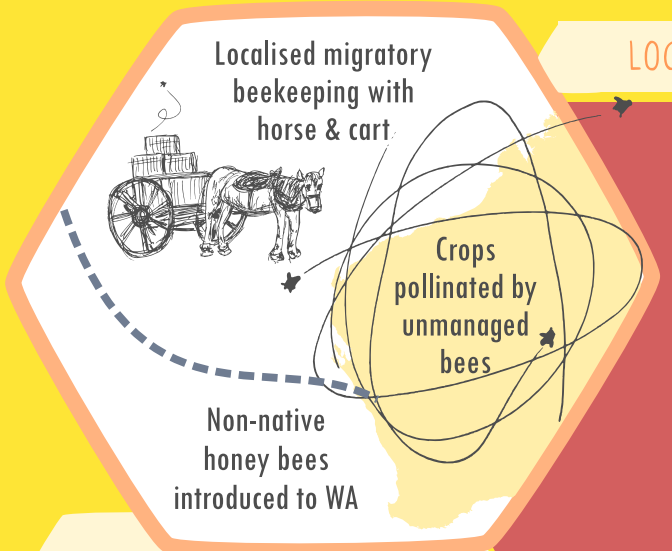 Localised migratory
beekeeping with
horse & cart
LOC
Crops
pollinated by
unmanaged
bees
Non-native
honey bees
introduced to WA